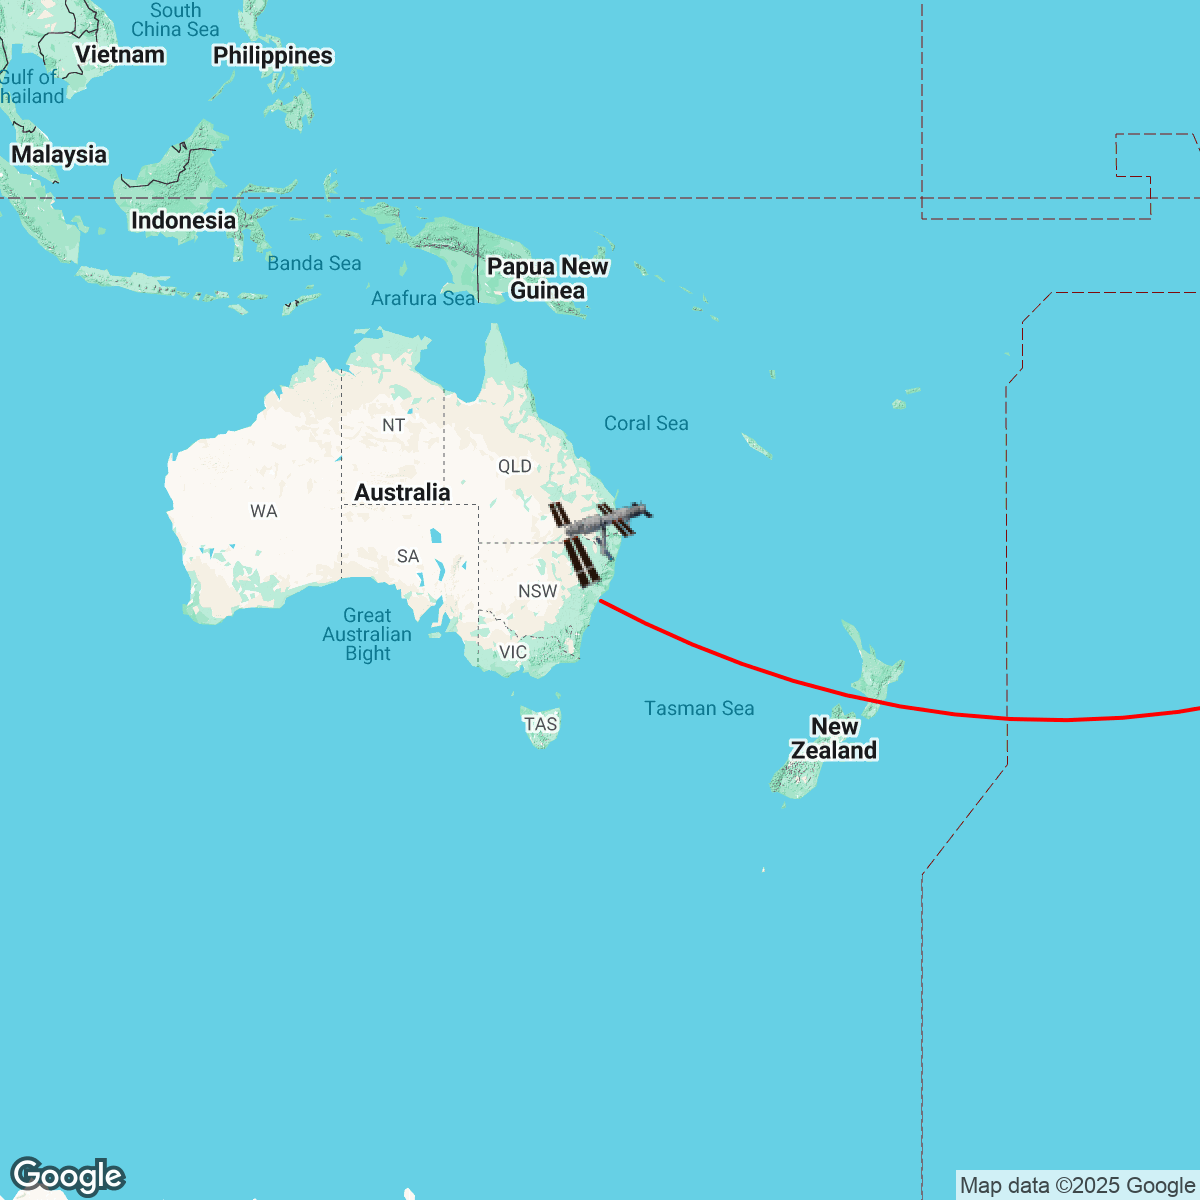 South
China Sea
Vietnam
Philippines
Gulf of
hailand
Malaysia
Indonesia
Banda Sea
Papua New
Guinea
Arafura Sea
Coral Sea
NT
QLD
Australia
WA
SA
NSW
Great
Australian
Bight
VIC
TAS
Tasman Sea
New
Zealand
Google
Map data ©2025 Google